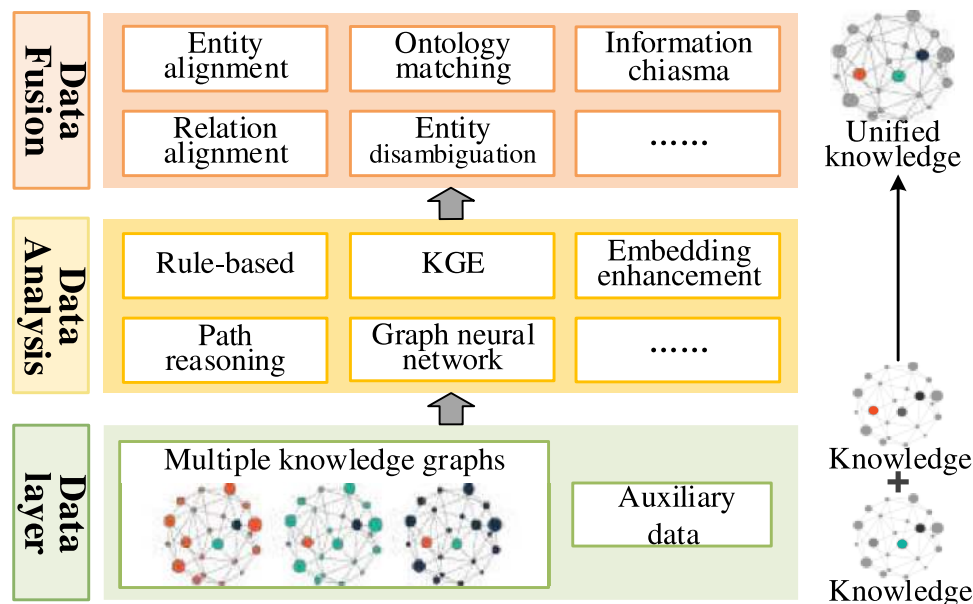 Data
Fusion
Entity
alignment
Ontology
matching
Information
chiasma
Relation
alignment
Entity
disambiguation
......
Data
Analysis
Rule-based
KGE
Embedding
enhancement
Path
reasoning
Graph neural
network
......
Data
layer
Multiple knowledge graphs
Auxiliary
data
Unified
knowledge
Knowledge
+
Knowledge